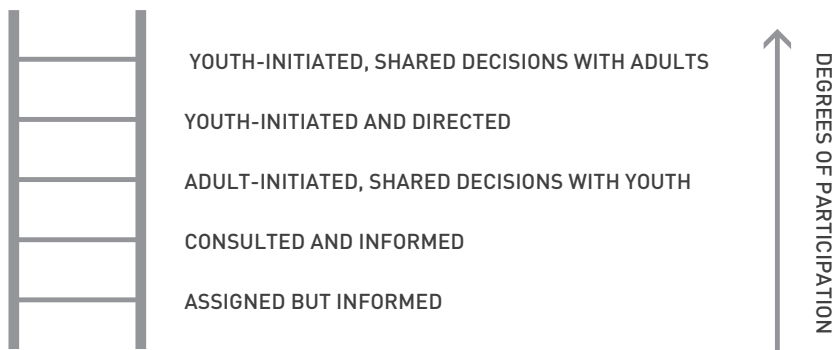 YOUTH-INITIATED, SHARED DECISIONS WITH ADULTS
YOUTH-INITIATED AND DIRECTED
ADULT-INITIATED, SHARED DECISIONS WITH YOUTH
CONSULTED AND INFORMED
ASSIGNED BUT INFORMED
DEGREES OF PARTICIPATION